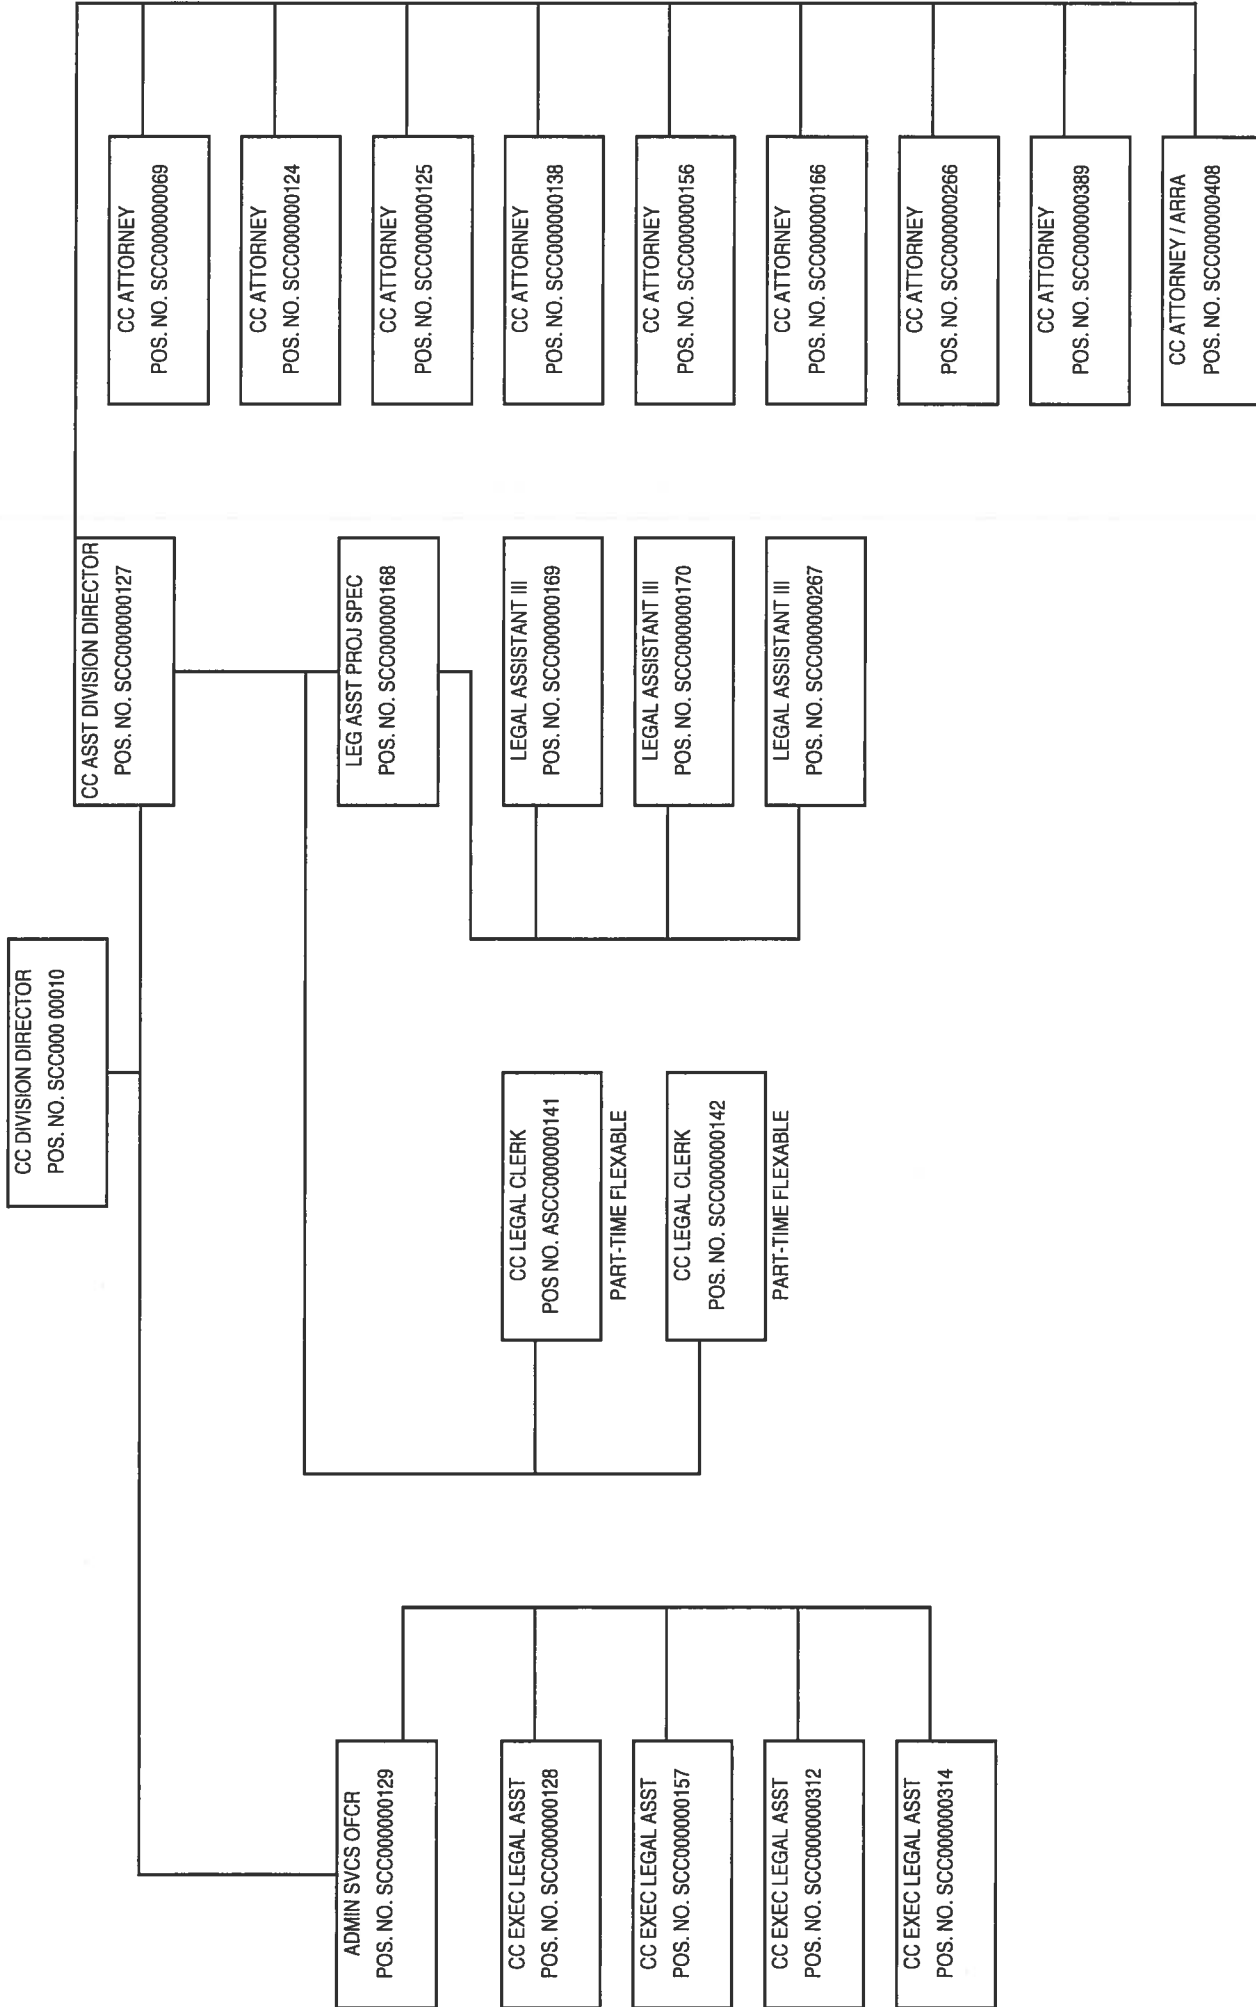 CC DIVISION DIRECTOR
POS. NO. SCC000 00010
CC ASST DIVISION DIRECTOR
POS. NO. SCC000000127
ADMIN SVCS OFCR
POS. NO. SCC000000129
CC EXEC LEGAL ASST
POS. NO. SCC000000128
CC EXEC LEGAL ASST
POS. NO. SCC000000157
CC EXEC LEGAL ASST
POS. NO. SCC000000312
CC EXEC LEGAL ASST
POS. NO. SCC000000314
CC LEGAL CLERK
POS NO. ASCC000000141
PART-TIME FLEXABLE
CC LEGAL CLERK
POS. NO. SCC000000142
PART-TIME FLEXABLE
LEG ASST PROJ SPEC
POS. NO. SCC000000168
LEGAL ASSISTANT III
POS. NO. SCC000000169
LEGAL ASSISTANT III
POS. NO. SCC000000170
LEGAL ASSISTANT III
POS. NO. SCC000000267
CC ATTORNEY
POS. NO. SCC000000069
CC ATTORNEY
POS. NO. SCC000000124
CC ATTORNEY
POS. NO. SCC000000125
CC ATTORNEY
POS. NO. SCC000000138
CC ATTORNEY
POS. NO. SCC000000156
CC ATTORNEY
POS. NO. SCC000000166
CC ATTORNEY
POS. NO. SCC000000266
CC ATTORNEY
POS. NO. SCC000000389
CC ATTORNEY / ARRA
POS. NO. SCC000000408